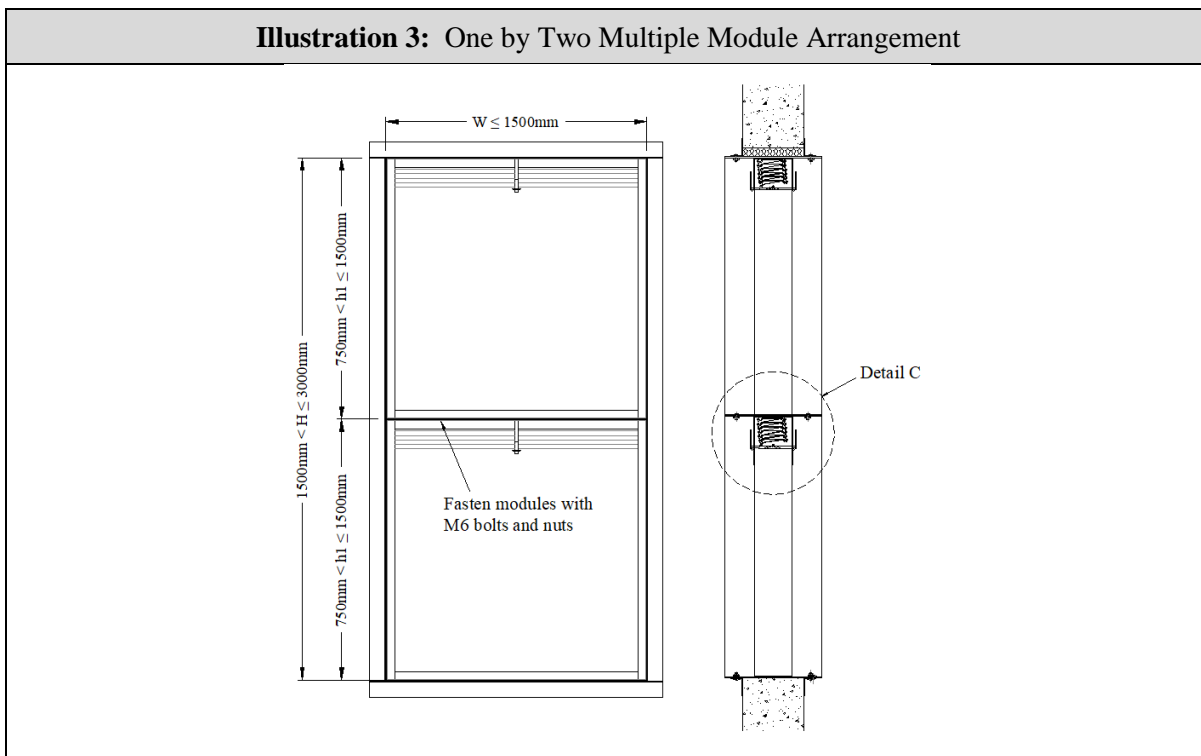 Illustration 3: One by Two Multiple Module Arrangement
W ≤ 1500mm
1500mm < H ≤ 3000mm
750mm < h1 ≤ 1500mm
750mm < h1 ≤ 1500mm
Detail C
Fasten modules with
M6 bolts and nuts